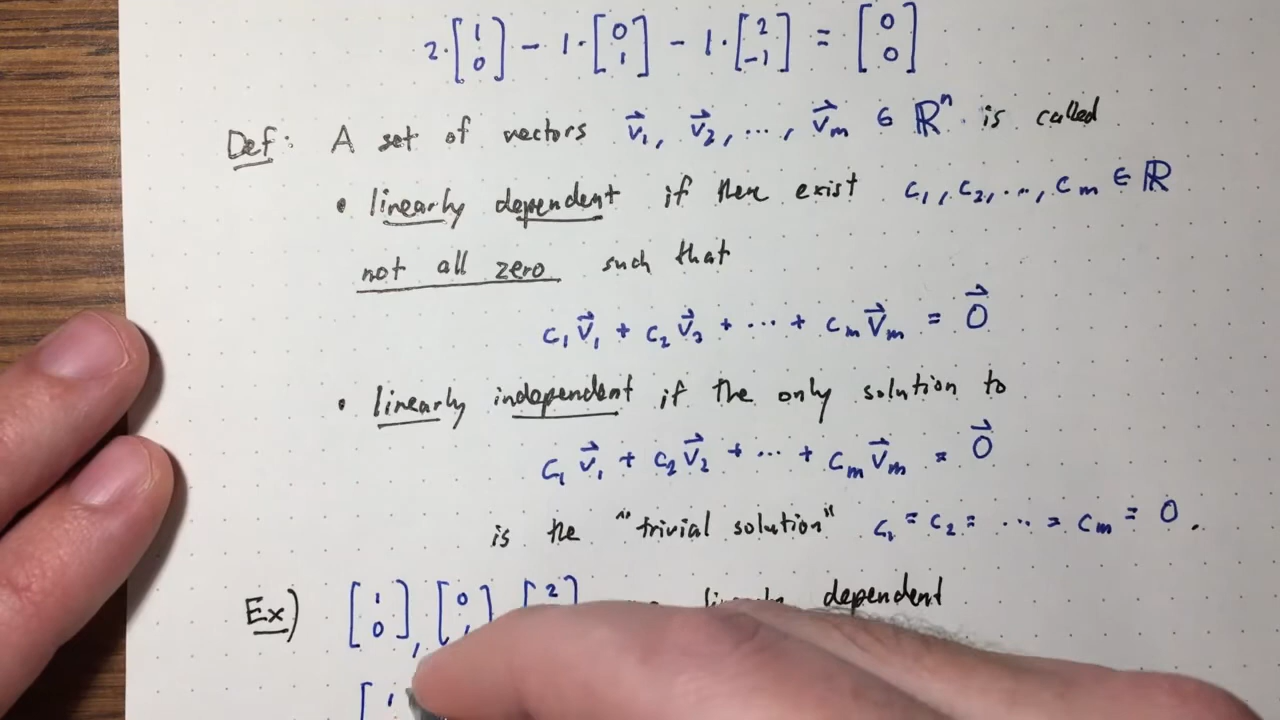 2·[1 0] − 1·[0 1] − 1·[2 −1] = [0 0]
Def: A set of vectors v⃗₁, v⃗₂, ..., v⃗ₘ ∈ ℝⁿ is called
• linearly dependent if there exist c₁, c₂, ..., cₘ ∈ ℝ
not all zero such that
c₁v⃗₁ + c₂v⃗₂ + ⋯ + cₘv⃗ₘ = 0⃗
• linearly independent if the only solution to
c₁v⃗₁ + c₂v⃗₂ + ⋯ + cₘv⃗ₘ = 0⃗
is the "trivial solution" c₁ = c₂ = ⋯ = cₘ = 0.
Ex) [1 0], [0 [2 dependent
[1